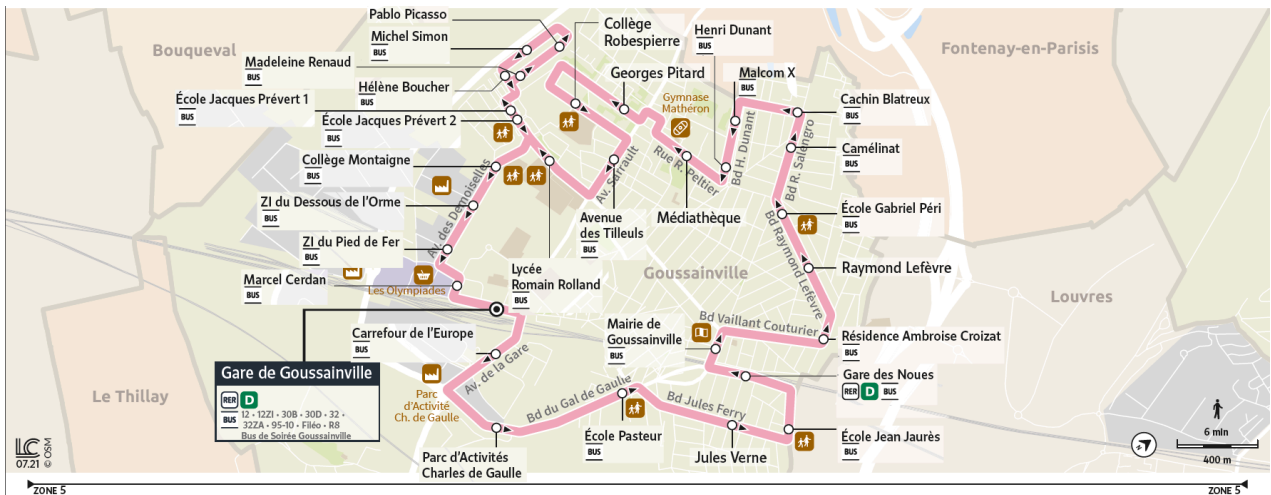 Pablo Picasso
BUS
Michel Simon
BUS
Madeleine Renaud
BUS
Hélène Boucher
BUS
École Jacques Prévert 1
BUS
École Jacques Prévert 2
BUS
Collège Montaigne
BUS
ZI du Dessous de l'Orme
BUS
ZI du Pied de Fer
BUS
Marcel Cerdan
BUS
Carrefour de l'Europe
BUS
Bouqueval
Collège
Robespierre
Georges Pitard
Henri Dunant
BUS
Malcom X
BUS
Gymnase
Mathéron
Fontenay-en-Parisis
Cachin Blatreux
BUS
Camélinat
BUS
École Gabriel Péri
BUS
Raymond Lefèvre
Résidence Ambroise Croizat
BUS
Gare des Noues
RER D BUS
École Jean Jaurès
BUS
Médiathèque
Avenue
des Tilleuls
BUS
Lycée
Romain Rolland
BUS
Mairie de
Goussainville
BUS
Goussainville
Louvres
Le Thillay
Av. des Demoiselles
Av. Sarrault
Rue R. Peltier
Bd H. Dunant
Bd R. Salengro
Bd Raymond Lefèvre
Bd Vaillant Couturier
Les Olympiades
Av. de la Gare
Bd du Gal de Gaulle
Bd Jules Ferry
Parc
d'Activité
Ch. de Gaulle
Gare de Goussainville
RER D
BUS
12 • 12ZI • 30B • 30D • 32 •
32ZA • 95-10 • Filéo • R8
Bus de Soirée Goussainville
Parc d'Activités
Charles de Gaulle
École Pasteur
BUS
Jules Verne
6 min
400 m
LC
07.21
© OSM
ZONE 5
ZONE 5